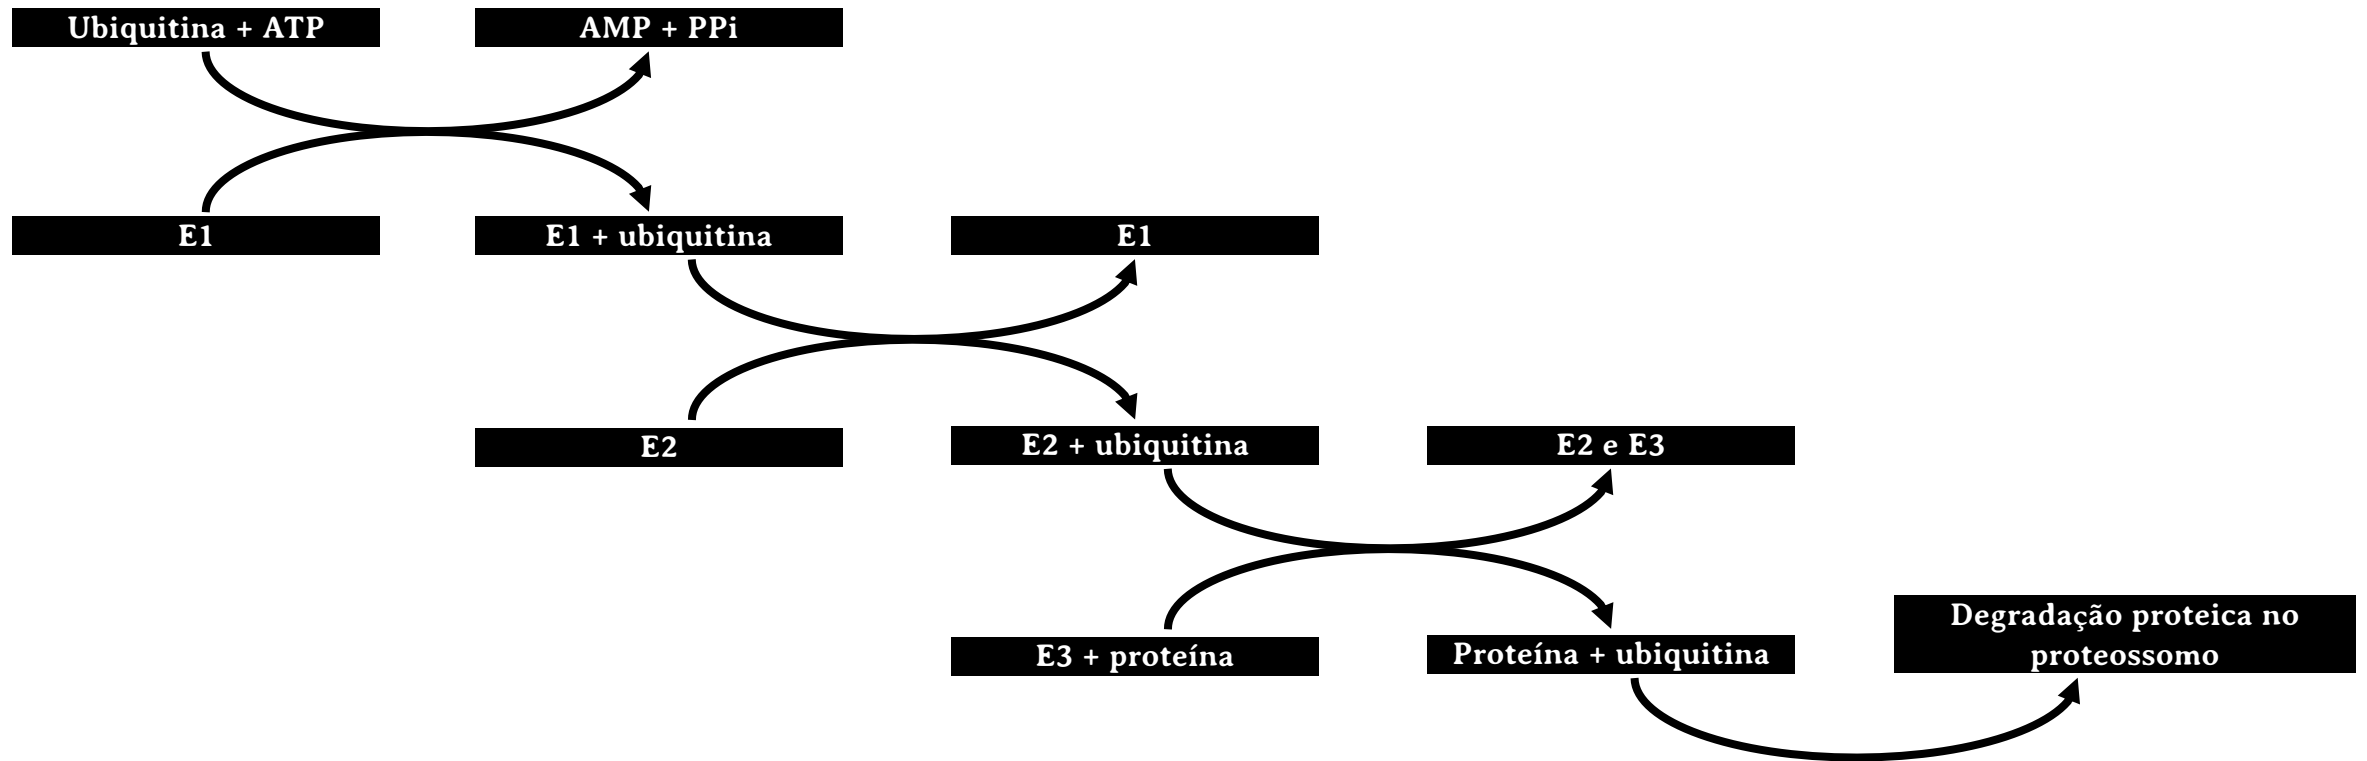 Ubiquitina + ATP
AMP + PPi
E1
E1 + ubiquitina
E1
E2
E2 + ubiquitina
E2 e E3
E3 + proteína
Proteína + ubiquitina
Degradação proteica no
proteossomo